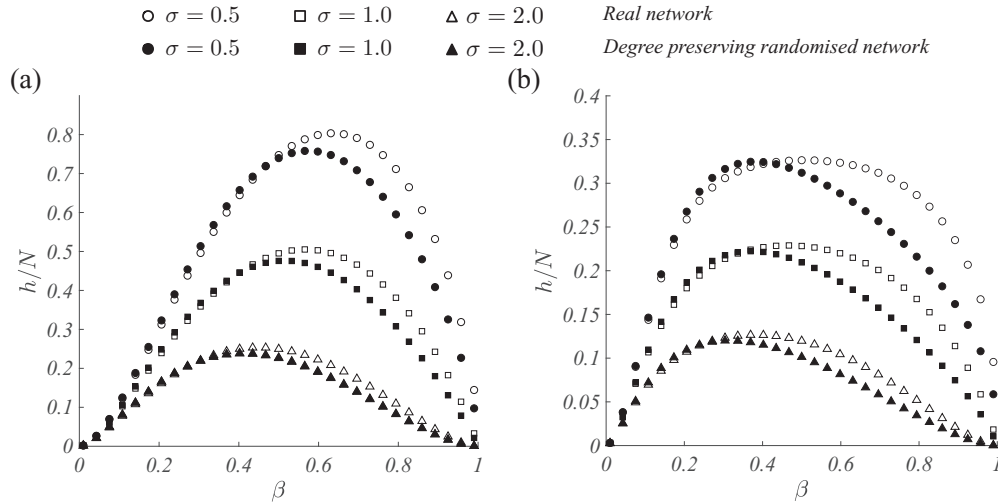 ○ σ = 0.5 □ σ = 1.0 △ σ = 2.0 Real network
● σ = 0.5 ■ σ = 1.0 ▲ σ = 2.0 Degree preserving randomised network
(a)
h/N
0.8
0.7
0.6
0.5
0.4
0.3
0.2
0.1
0
0 0.2 0.4 0.6 0.8 1
β
(b)
h/N
0.4
0.35
0.3
0.25
0.2
0.15
0.1
0.05
0
0 0.2 0.4 0.6 0.8 1
β